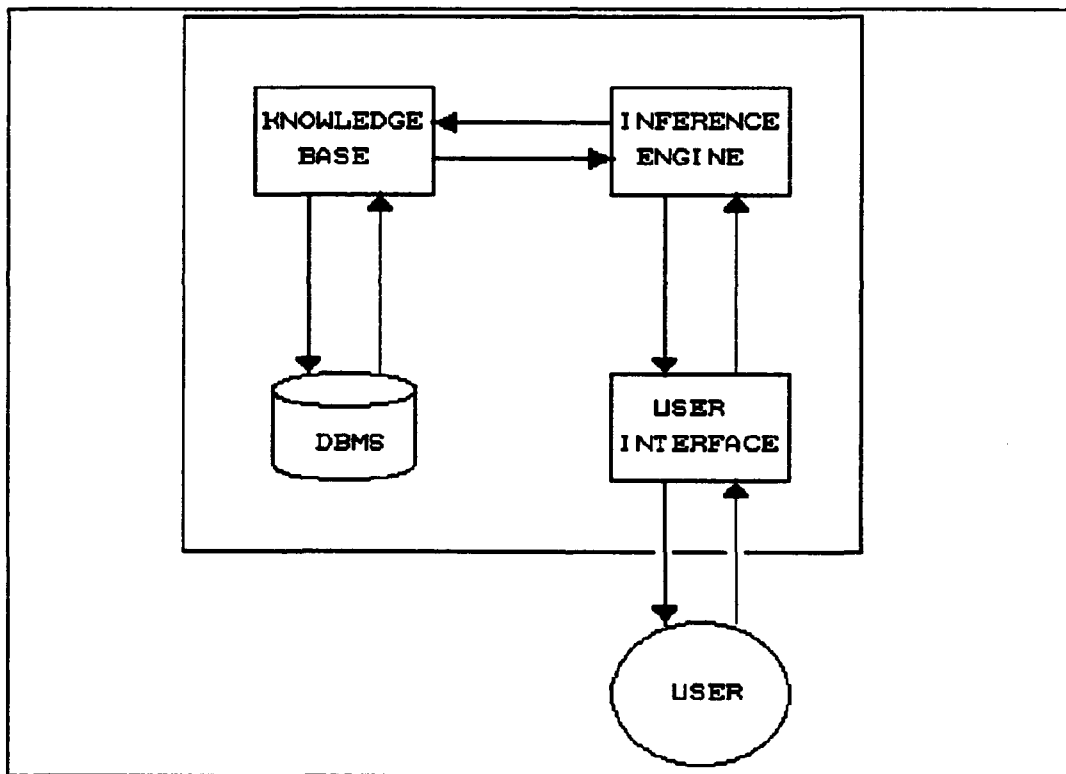 KNOWLEDGE
BASE
INFERENCE
ENGINE
DBMS
USER
INTERFACE
USER